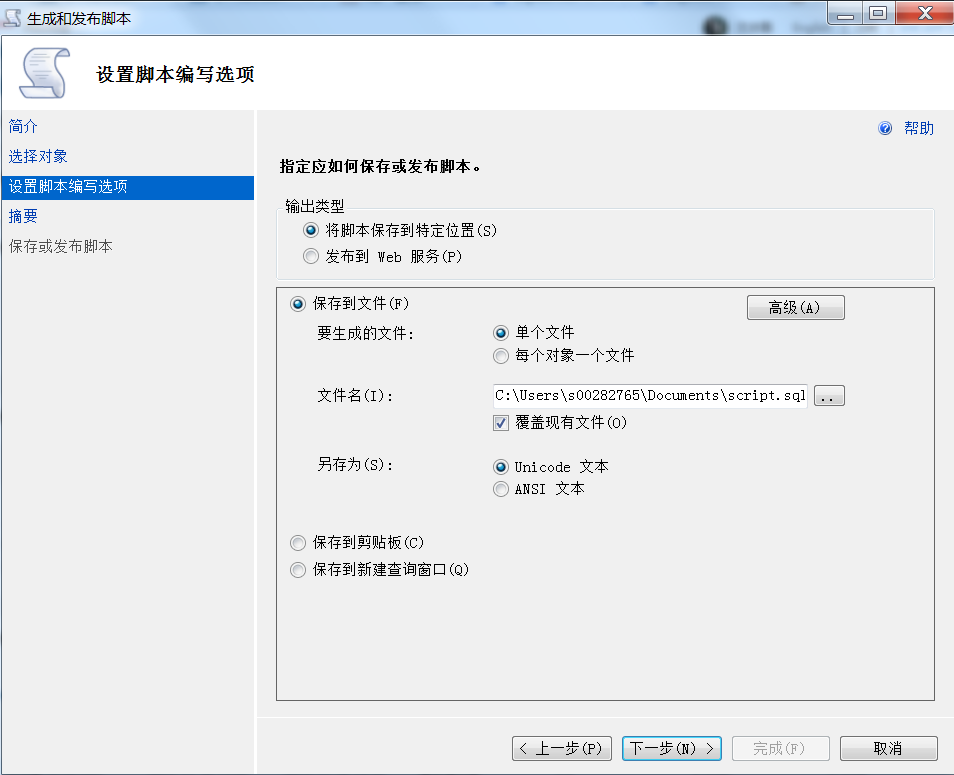 生成和发布脚本
设置脚本编写选项
简介
选择对象
设置脚本编写选项
摘要
保存或发布脚本
帮助
指定应如何保存或发布脚本。
输出类型
将脚本保存到特定位置(S)
发布到 Web 服务(P)
保存到文件(F)
高级(A)
要生成的文件:
单个文件
每个对象一个文件
文件名(I):
C:\Users\s00282765\Documents\script.sql
..
覆盖现有文件(O)
另存为(S):
Unicode 文本
ANSI 文本
保存到剪贴板(C)
保存到新建查询窗口(Q)
< 上一步(P)
下一步(N) >
完成(F)
取消